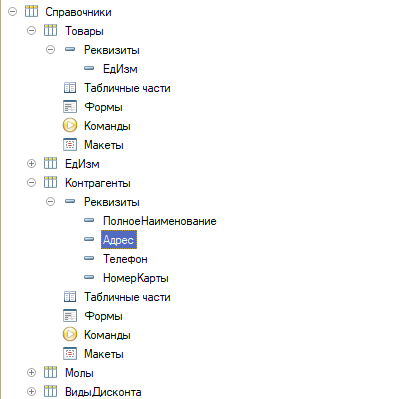 Справочники
Товары
Реквизиты
ЕдИзм
Табличные части
Формы
Команды
Макеты
ЕдИзм
Контрагенты
Реквизиты
ПолноеНаименование
Адрес
Телефон
НомерКарты
Табличные части
Формы
Команды
Макеты
Молы
ВидыДисконта